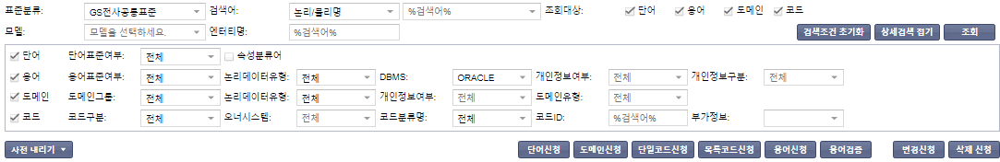 표준분류: GS전사공통표준 검색어: 논리/물리명 %검색어% 조회대상: 단어 용어 도메인 코드
모델: 모델을 선택하세요. 엔터티명: %검색어% 검색조건 초기화 상세검색 접기 조회
단어 단어표준여부: 전체 속성분류어
용어 용어표준여부: 전체 논리데이터유형: 전체 DBMS: ORACLE 개인정보여부: 전체 개인정보구분: 전체
도메인 도메인그룹: 전체 논리데이터유형: 전체 개인정보여부: 전체 도메인유형: 전체
코드 코드구분: 전체 오너시스템: 전체 코드분류명: 전체 코드ID: %검색어% 부가정보:
사전 내리기 단어신청 도메인신청 단일코드신청 목록코드신청 용어신청 용어검증 변경신청 삭제 신청